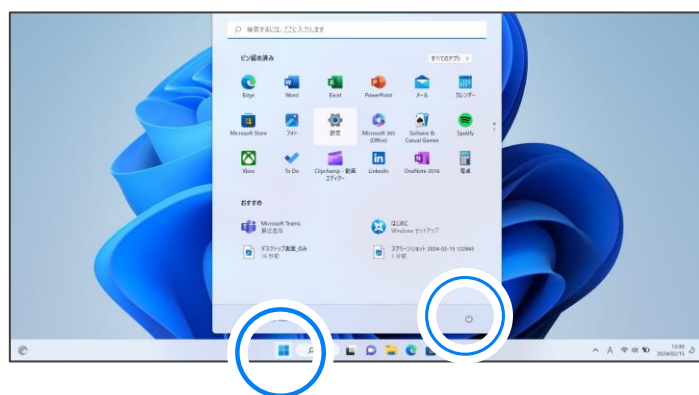 検索するには、ここに入力します
ピン留め済み
すべてのアプリ >
Edge
Word
Excel
PowerPoint
メール
カレンダー
Microsoft Store
フォト
設定
Microsoft 365
(Office)
Solitaire &
Casual Games
Spotify
Xbox
To Do
Clipchamp - 動画
エディター
LinkedIn
OneNote 2016
電卓
おすすめ
Microsoft Teams
最近追加
はじめに
Windows セットアップ
デスクトップ画面_のみ
スクリーンショット 2024-02-15 122845
1 分前
A
12:30
2024/02/15